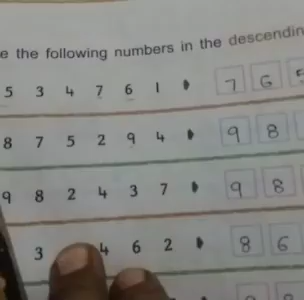 e the following numbers in the descendin
5 3 4 7 6 1 7 6 5
8 7 5 2 9 4 9 8
9 8 2 4 3 7 9 8
3 4 6 2 8 6